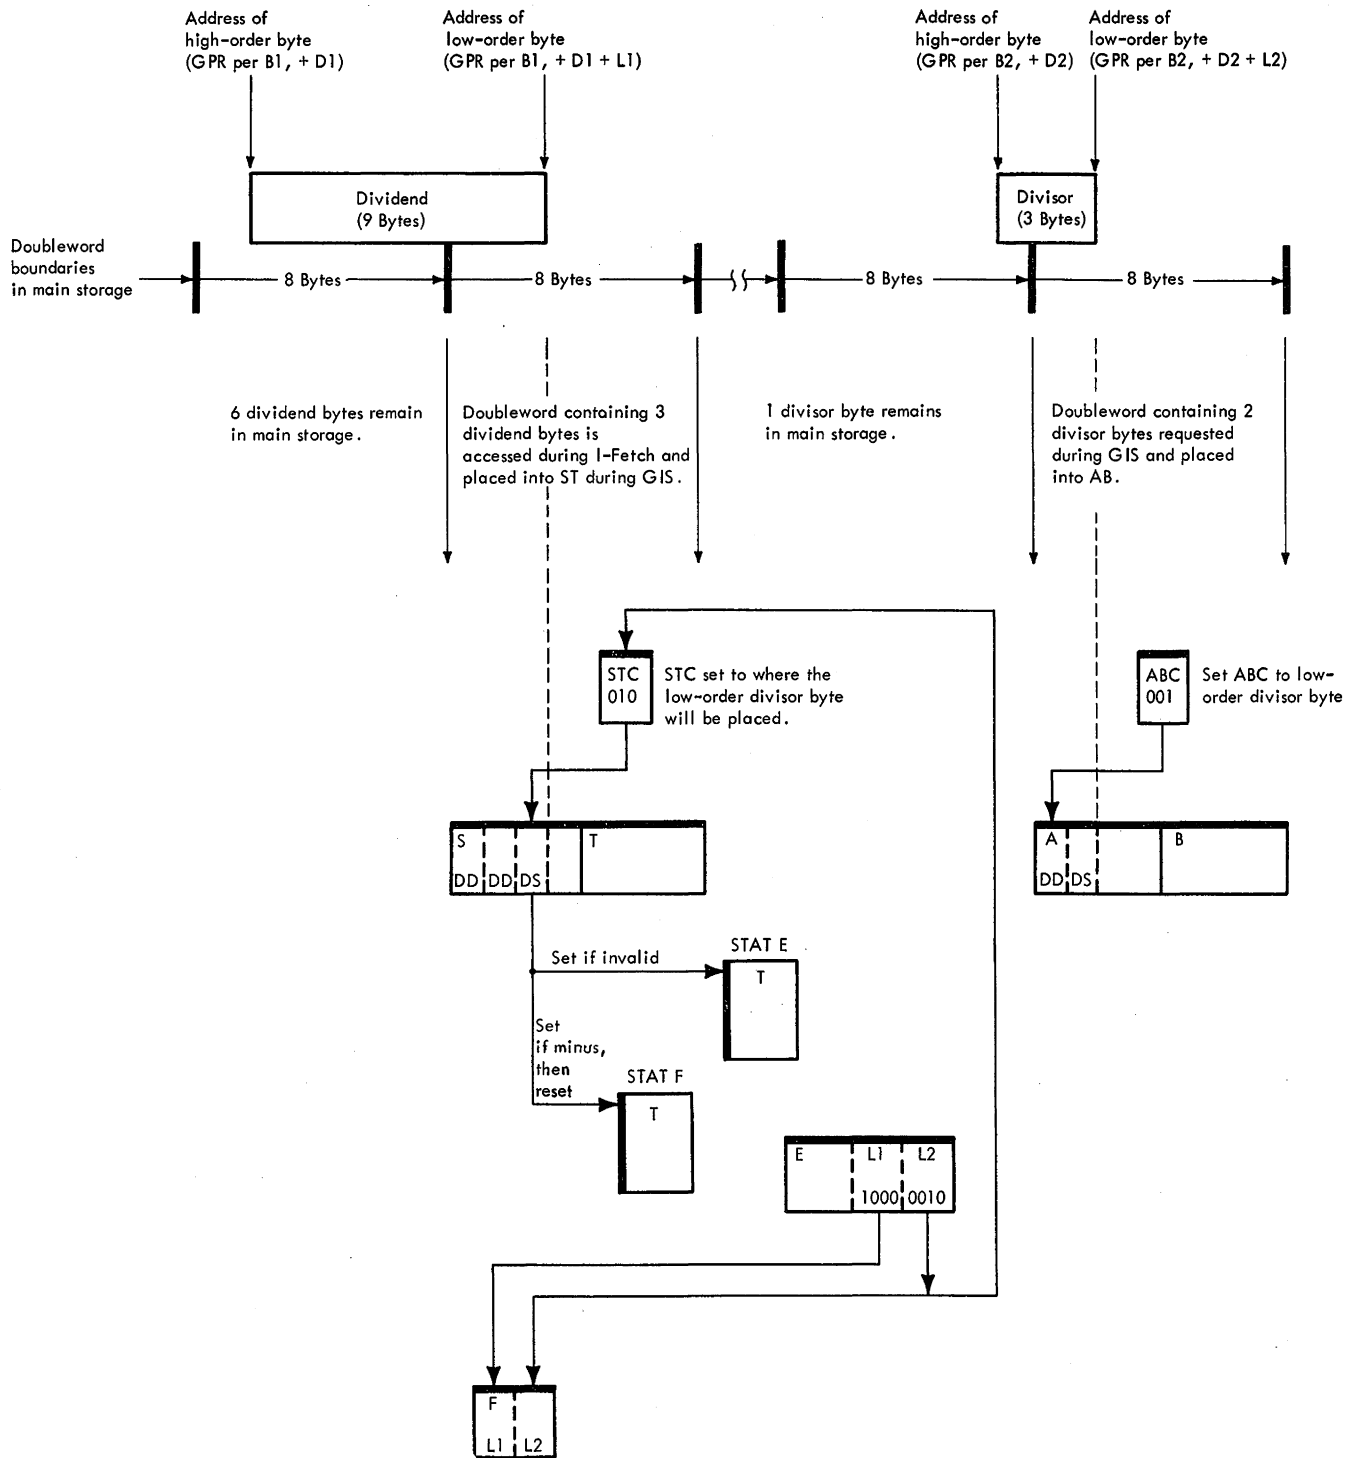 Address of
high-order byte
(GPR per B1, + D1)
Address of
low-order byte
(GPR per B1, + D1 + L1)
Address of
high-order byte
(GPR per B2, + D2)
Address of
low-order byte
(GPR per B2, + D2 + L2)
Dividend
(9 Bytes)
Divisor
(3 Bytes)
Doubleword
boundaries
in main storage
8 Bytes
8 Bytes
8 Bytes
8 Bytes
6 dividend bytes remain
in main storage.
Doubleword containing 3
dividend bytes is
accessed during I-Fetch and
placed into ST during GIS.
1 divisor byte remains
in main storage.
Doubleword containing 2
divisor bytes requested
during GIS and placed
into AB.
STC
010
STC set to where the
low-order divisor byte
will be placed.
ABC
001
Set ABC to low-
order divisor byte
S
T
DD DD DS
A
B
DD DS
Set if invalid
STAT E
T
Set
if minus,
then
reset
STAT F
T
E
L1
L2
1000 0010
F
L1 L2